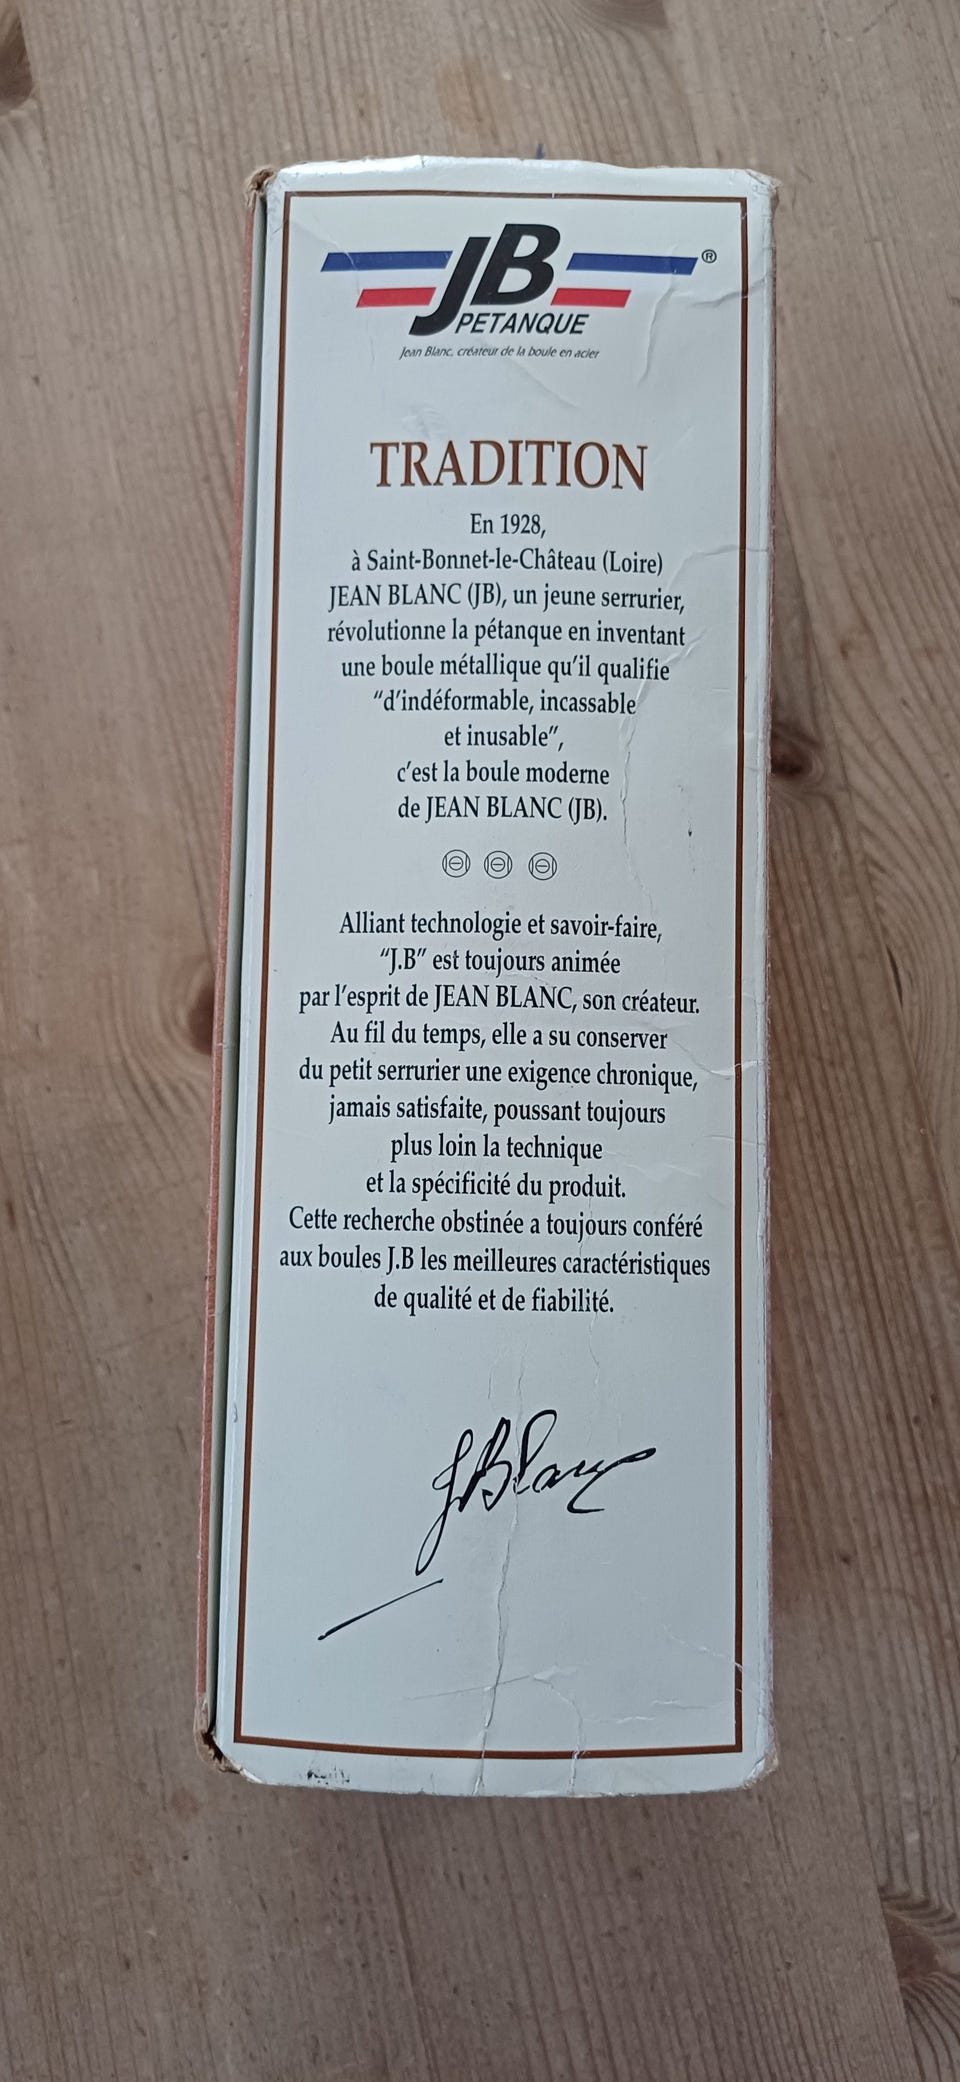 JB
®
PETANQUE
Jean Blanc, créateur de la boule en acier
TRADITION
En 1928,
à Saint-Bonnet-le-Château (Loire)
JEAN BLANC (JB), un jeune serrurier,
révolutionne la pétanque en inventant
une boule métallique qu'il qualifie
"d'indéformable, incassable
et inusable",
c'est la boule moderne
de JEAN BLANC (JB).
Alliant technologie et savoir-faire,
"J.B" est toujours animée
par l'esprit de JEAN BLANC, son créateur.
Au fil du temps, elle a su conserver
du petit serrurier une exigence chronique,
jamais satisfaite, poussant toujours
plus loin la technique
et la spécificité du produit.
Cette recherche obstinée a toujours conféré
aux boules J.B les meilleures caractéristiques
de qualité et de fiabilité.
JBlanc